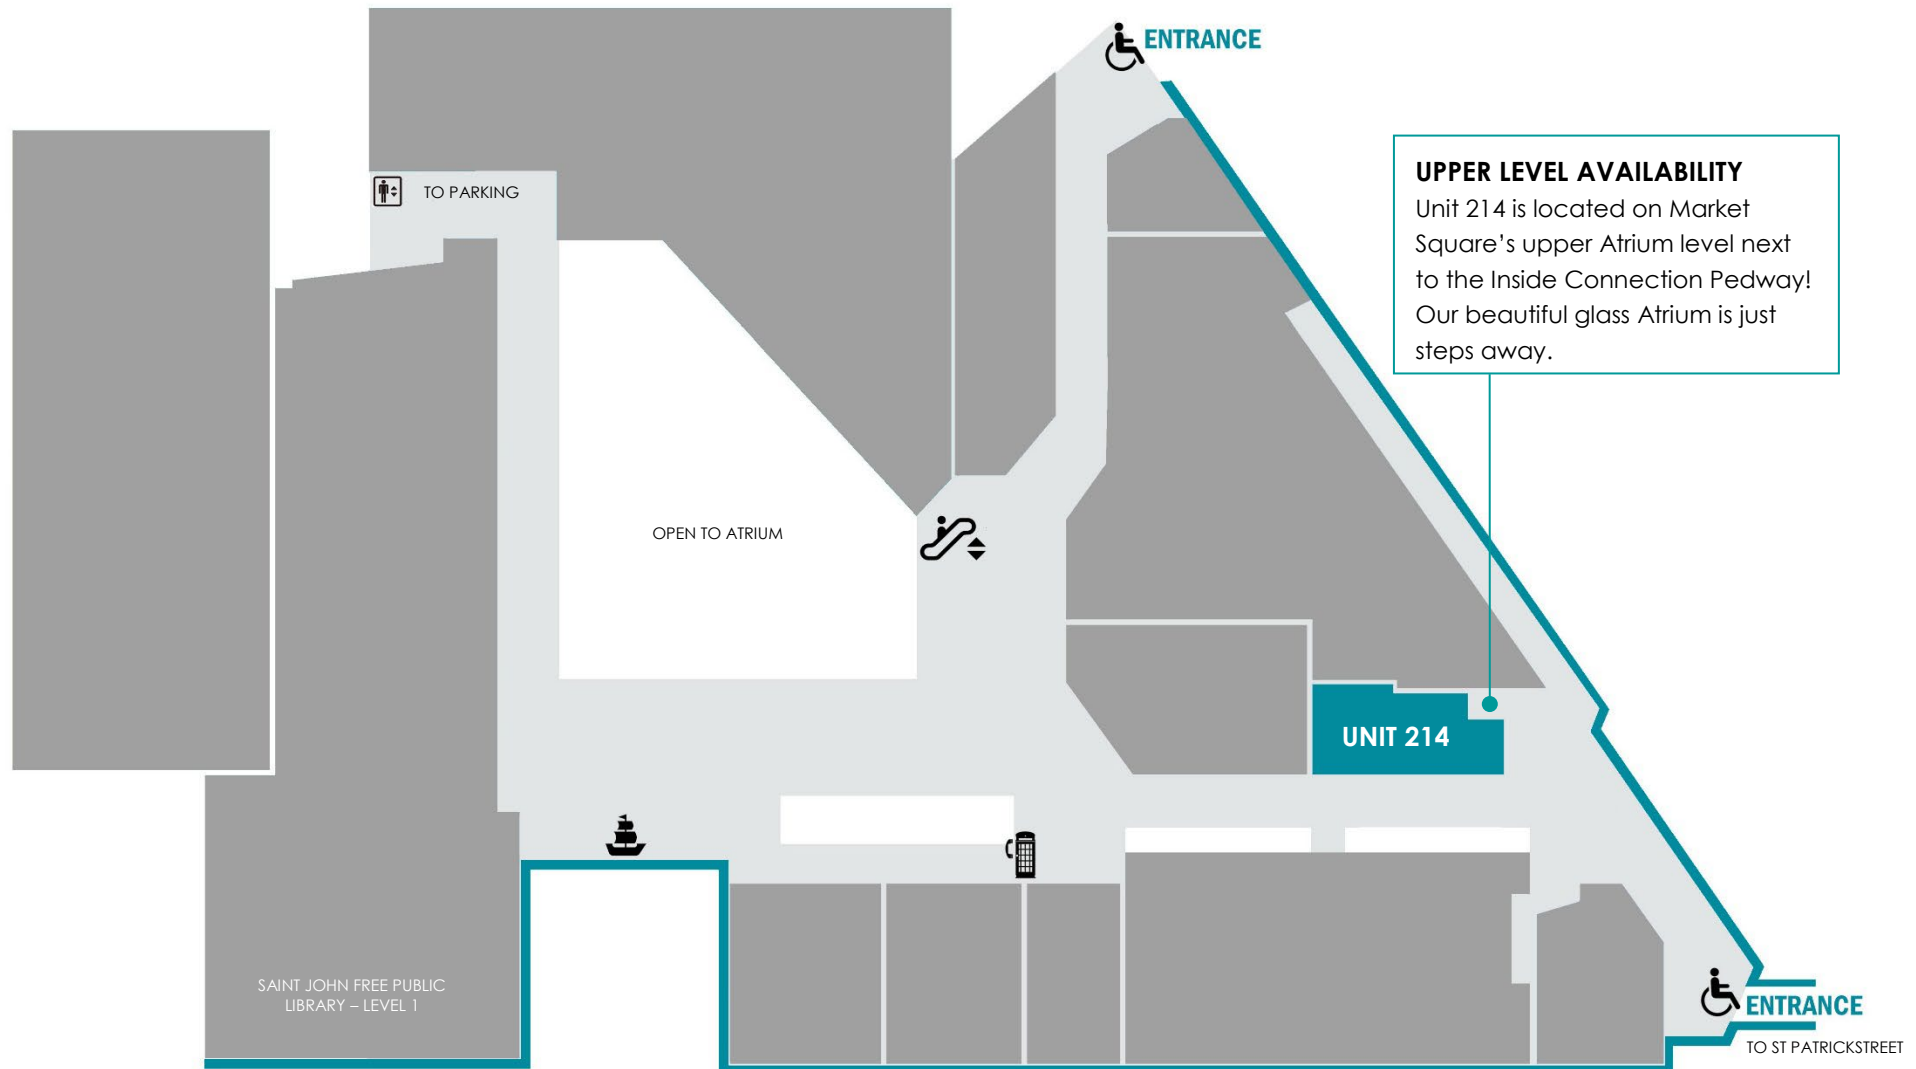 ENTRANCE
UPPER LEVEL AVAILABILITY
Unit 214 is located on Market
Square’s upper Atrium level next
to the Inside Connection Pedway!
Our beautiful glass Atrium is just
steps away.
TO PARKING
OPEN TO ATRIUM
UNIT 214
SAINT JOHN FREE PUBLIC
LIBRARY – LEVEL 1
ENTRANCE
TO ST PATRICKSTREET